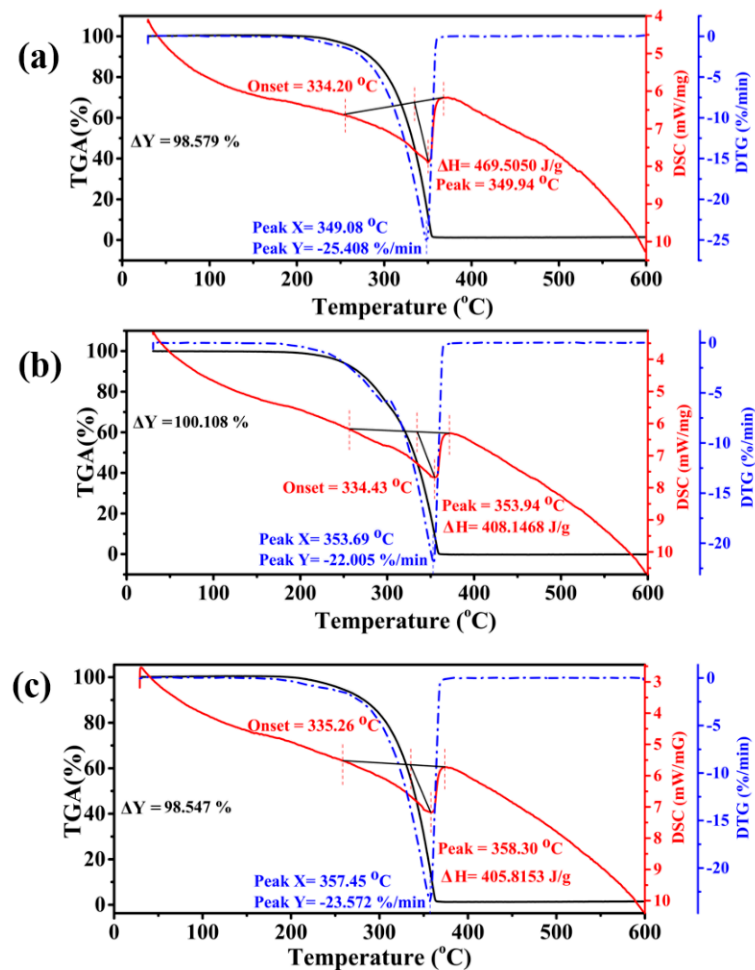 (a)
TGA(%)
100
80
60
40
20
0
Onset = 334.20 °C
ΔY = 98.579 %
ΔH= 469.5050 J/g
Peak = 349.94 °C
Peak X= 349.08 °C
Peak Y= -25.408 %/min
0 100 200 300 400 500 600
Temperature (°C)
4
5
6
7
8
9
10
DSC (mW/mg)
0
-5
-10
-15
-20
-25
DTG (%/min)
(b)
TGA(%)
100
80
60
40
20
0
ΔY = 100.108 %
Onset = 334.43 °C
Peak = 353.94 °C
ΔH= 408.1468 J/g
Peak X= 353.69 °C
Peak Y= -22.005 %/min
0 100 200 300 400 500 600
Temperature (°C)
4
5
6
7
8
9
10
DSC (mW/mg)
0
-5
-10
-15
-20
DTG (%/min)
(c)
TGA(%)
100
80
60
40
20
0
Onset = 335.26 °C
ΔY = 98.547 %
Peak = 358.30 °C
ΔH= 405.8153 J/g
Peak X= 357.45 °C
Peak Y= -23.572 %/min
0 100 200 300 400 500 600
Temperature (°C)
3
4
5
6
7
8
9
10
DSC (mW/mG)
0
-5
-10
-15
-20
DTG (%/min)